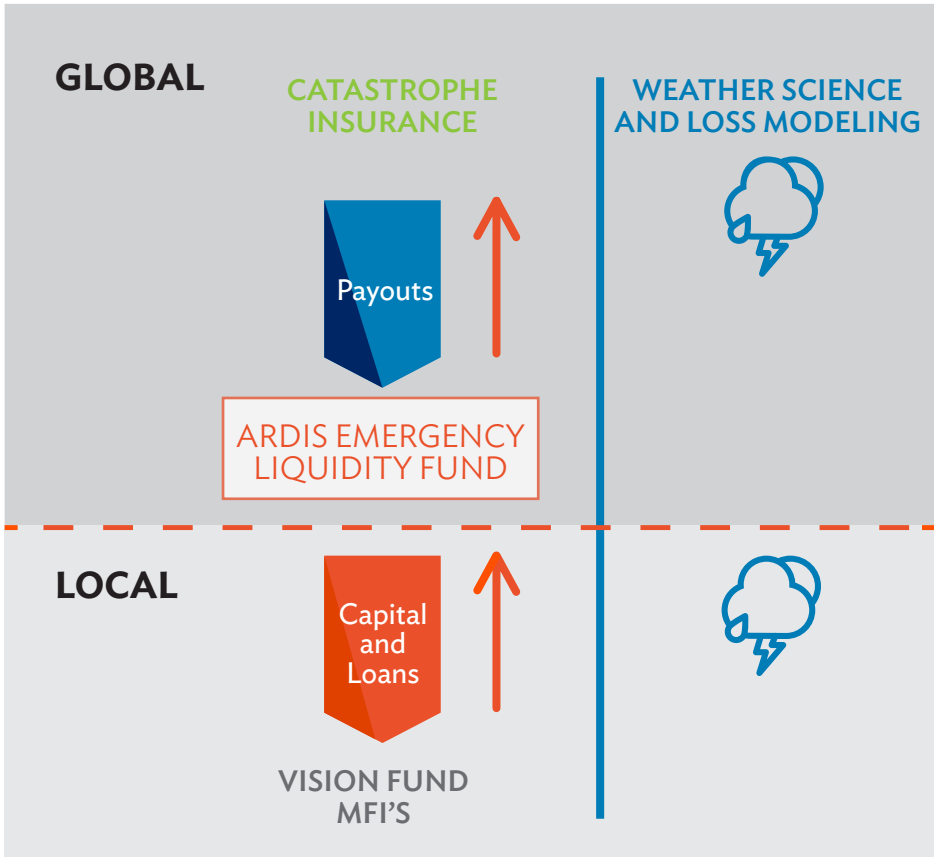 GLOBAL
CATASTROPHE
INSURANCE
WEATHER SCIENCE
AND LOSS MODELING
Payouts
ARDIS EMERGENCY
LIQUIDITY FUND
LOCAL
Capital
and
Loans
VISION FUND
MFI'S